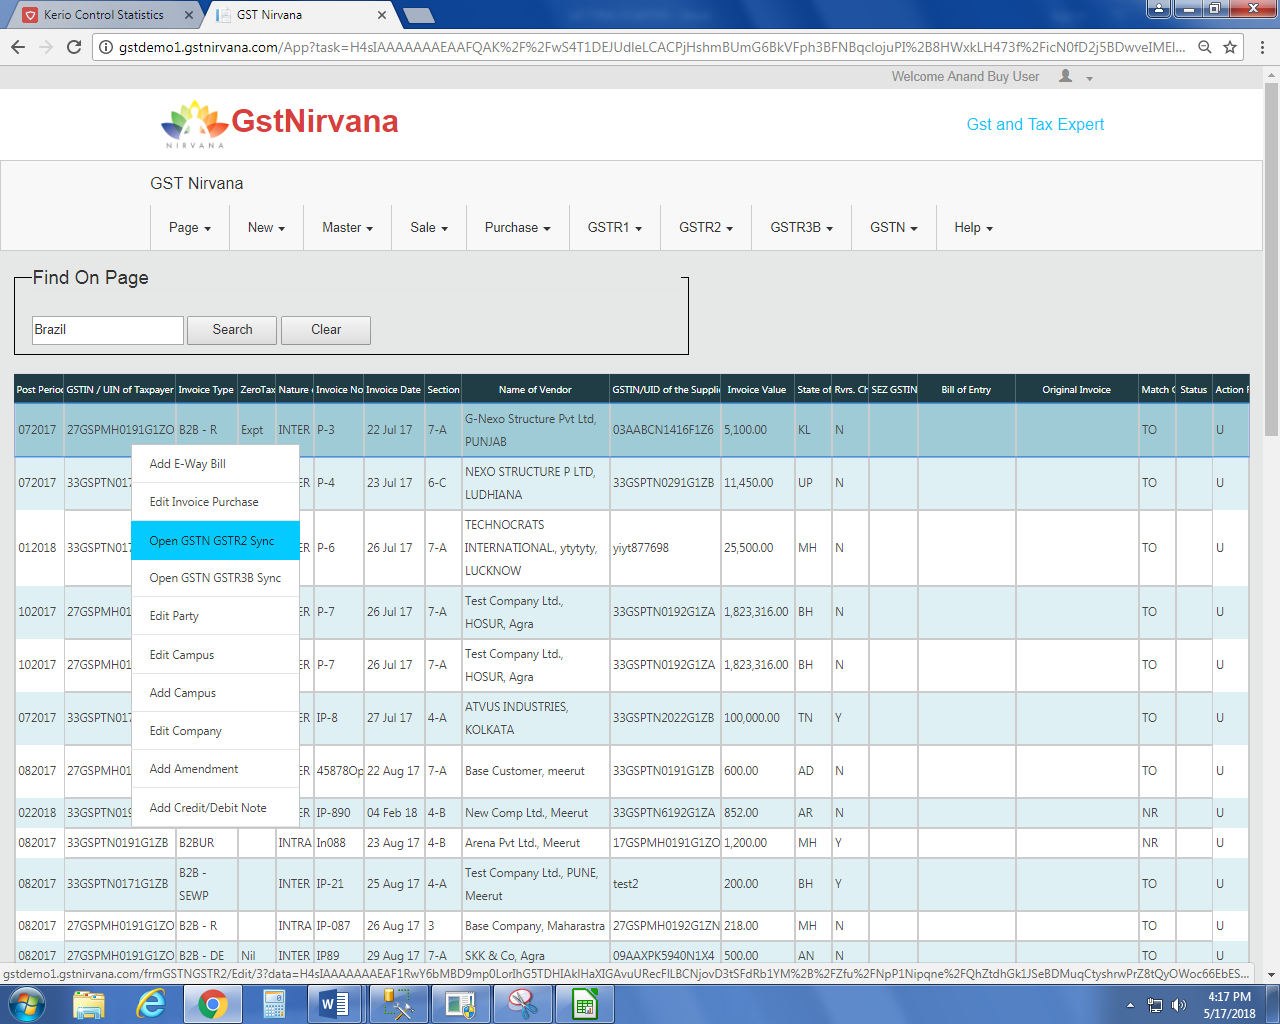 Kerio Control Statistics
GST Nirvana
gstdemo1.gstnirvana.com/App?task=H4sIAAAAAAAEAAFQAK%2F%2FwS4T1DEJUdleLCACPjHshmBUmG6BkVFph3BFNBqclojuPI%2B8HWxkLH473f%2FicN0fD2j5BDwveIMEI...
Welcome Anand Buy User
NIRVANA
GstNirvana
Gst and Tax Expert
GST Nirvana
Page New Master Sale Purchase GSTR1 GSTR2 GSTR3B GSTN Help
Find On Page
Brazil Search Clear
Post Period GSTIN / UIN of Taxpayer Invoice Type ZeroTax Nature Invoice No Invoice Date Section Name of Vendor GSTIN/UID of the Supplie Invoice Value State of Rvrs. Ch SEZ GSTIN Bill of Entry Original Invoice Match Status Action
072017 27GSPMH0191G1ZO B2B - R Expt INTER P-3 22 Jul 17 7-A G-Nexo Structure Pvt Ltd, PUNJAB 03AABCN1416F1Z6 5,100.00 KL N TO U
072017 33GSPTN017 ER P-4 23 Jul 17 6-C NEXO STRUCTURE P LTD, LUDHIANA 33GSPTN0291G1ZB 11,450.00 UP N TO U
012018 33GSPTN017 ER P-6 26 Jul 17 7-A TECHNOCRATS INTERNATIONAL, ytytyty, LUCKNOW yiyt877698 25,500.00 MH N TO U
102017 27GSPMH01 ER P-7 26 Jul 17 7-A Test Company Ltd., HOSUR, Agra 33GSPTN0192G1ZA 1,823,316.00 BH N TO U
102017 27GSPMH01 ER P-7 26 Jul 17 7-A Test Company Ltd., HOSUR, Agra 33GSPTN0192G1ZA 1,823,316.00 BH N TO U
072017 33GSPTN017 ER IP-8 27 Jul 17 4-A ATVUS INDUSTRIES, KOLKATA 33GSPTN2022G1ZB 100,000.00 TN Y TO U
082017 27GSPMH01 ER 45878Op 22 Aug 17 7-A Base Customer, meerut 33GSPTN0191G1ZB 600.00 AD N TO U
022018 33GSPTN019 ER IP-890 04 Feb 18 4-B New Comp Ltd., Meerut 33GSPTN6192G1ZA 852.00 AR N NR U
082017 33GSPTN0191G1ZB B2BUR INTRA In088 23 Aug 17 4-B Arena Pvt Ltd., Meerut 17GSPMH0191G1ZO 1,200.00 MH Y NR U
082017 33GSPTN0171G1ZB B2B - SEWP INTER IP-21 25 Aug 17 4-A Test Company Ltd., PUNE, Meerut test2 200.00 BH Y TO U
082017 27GSPMH0191G1ZO B2B - R INTRA IP-087 26 Aug 17 3 Base Company, Maharastra 27GSPMH0192G1ZN 218.00 MH N TO U
082017 27GSPMH0191G1ZO B2B - DE Nil INTER IP89 29 Aug 17 7-A SKK & Co, Agra 09AAXPK5940N1X4 500.00 AN N TO U
Add E-Way Bill
Edit Invoice Purchase
Open GSTN GSTR2 Sync
Open GSTN GSTR3B Sync
Edit Party
Edit Campus
Add Campus
Edit Company
Add Amendment
Add Credit/Debit Note
gstdemo1.gstnirvana.com/frmGSTNGSTR2/Edit/3?data=H4sIAAAAAAAEAF1RwY6bMBD9mp0LorIhG5TDHIAkIHaXIGAvuURecFILBCNjovD3tSFdRb1YM%2B%2FZfu%2FNpP1Nipqne%2FQhZtdhGk1JSeBDMuqCtyshrwPrZ8tQyOWoc66EbES...
4:17 PM
5/17/2018